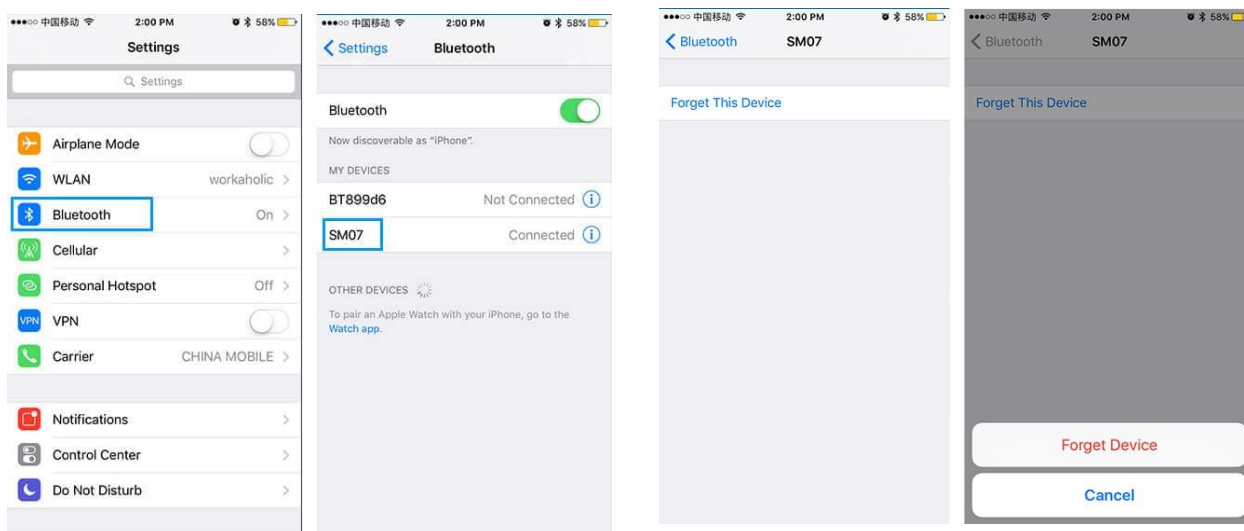 中国移动 2:00 PM 58%
Settings
Settings
Airplane Mode
WLAN workaholic
Bluetooth On
Cellular
Personal Hotspot Off
VPN VPN
Carrier CHINA MOBILE
Notifications
Control Center
Do Not Disturb
中国移动 2:00 PM 58%
Settings Bluetooth
Bluetooth
Now discoverable as “iPhone”.
MY DEVICES
BT899d6 Not Connected i
SM07 Connected i
OTHER DEVICES
To pair an Apple Watch with your iPhone, go to the
Watch app.
中国移动 2:00 PM 58%
Bluetooth SM07
Forget This Device
中国移动 2:00 PM 58%
Bluetooth SM07
Forget This Device
Forget Device
Cancel